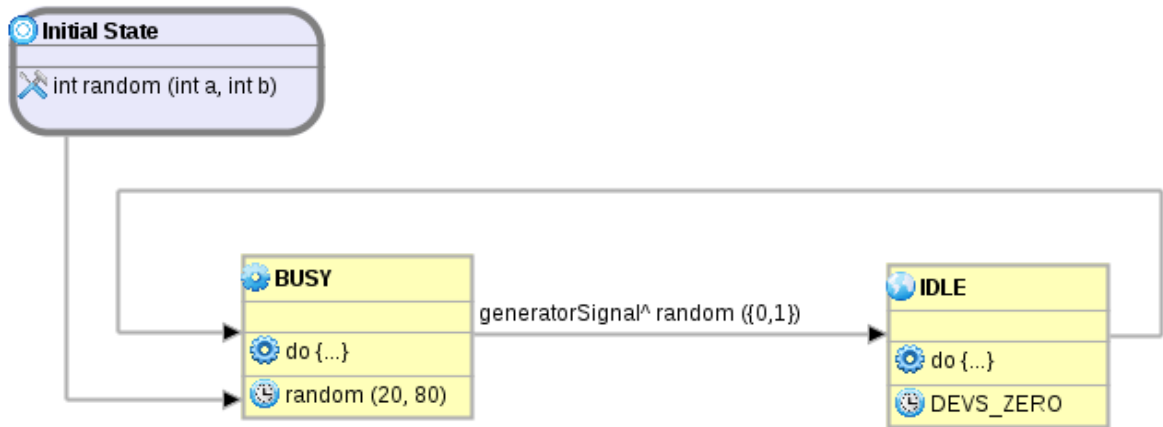 Initial State
int random (int a, int b)
BUSY
generatorSignal^ random ({0,1})
IDLE
do {...}
do {...}
random (20, 80)
DEVS_ZERO